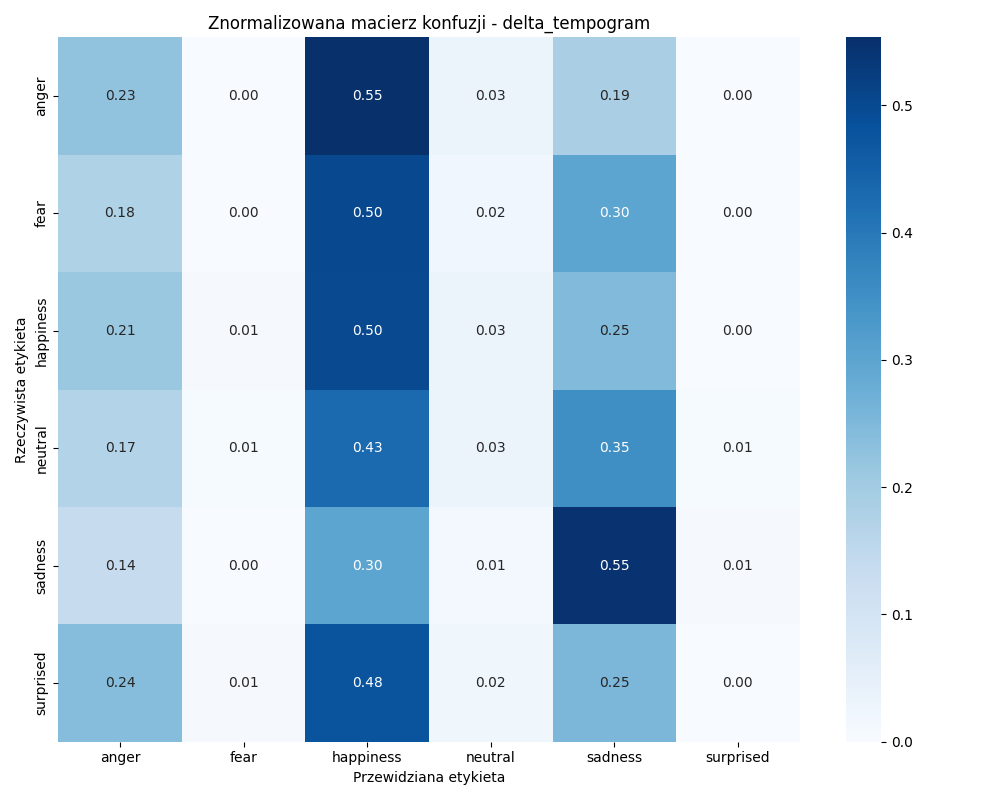 Znormalizowana macierz konfuzji - delta_tempogram
Rzeczywista etykieta
anger 0.23 0.00 0.55 0.03 0.19 0.00
fear 0.18 0.00 0.50 0.02 0.30 0.00
happiness 0.21 0.01 0.50 0.03 0.25 0.00
neutral 0.17 0.01 0.43 0.03 0.35 0.01
sadness 0.14 0.00 0.30 0.01 0.55 0.01
surprised 0.24 0.01 0.48 0.02 0.25 0.00
anger fear happiness neutral sadness surprised
Przewidziana etykieta
0.5
0.4
0.3
0.2
0.1
0.0